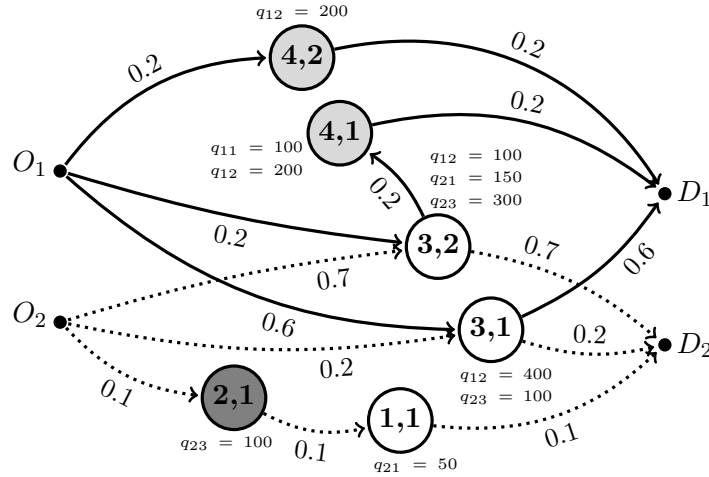 q12 = 200
4,2
0.2
0.2
4,1
0.2
q11 = 100
q12 = 200
q12 = 100
q21 = 150
q23 = 300
O1
0.2
D1
0.2
3,2
0.7
0.7
0.6
O2
0.6
3,1
0.2
D2
0.2
q12 = 400
q23 = 100
0.1
2,1
1,1
0.1
q23 = 100
0.1
q21 = 50